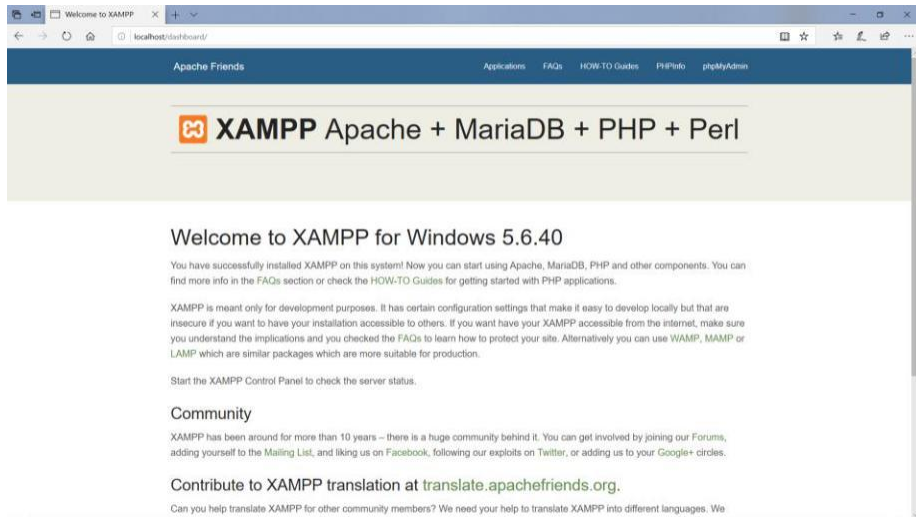 Welcome to XAMPP
localhost/dashboard/
Apache Friends
Applications FAQs HOW-TO Guides PHPInfo phpMyAdmin
XAMPP Apache + MariaDB + PHP + Perl
Welcome to XAMPP for Windows 5.6.40
You have successfully installed XAMPP on this system! Now you can start using Apache, MariaDB, PHP and other components. You can
find more info in the FAQs section or check the HOW-TO Guides for getting started with PHP applications.
XAMPP is meant only for development purposes. It has certain configuration settings that make it easy to develop locally but that are
insecure if you want to have your installation accessible to others. If you want have your XAMPP accessible from the internet, make sure
you understand the implications and you checked the FAQs to learn how to protect your site. Alternatively you can use WAMP, MAMP or
LAMP which are similar packages which are more suitable for production.
Start the XAMPP Control Panel to check the server status.
Community
XAMPP has been around for more than 10 years – there is a huge community behind it. You can get involved by joining our Forums,
adding yourself to the Mailing List, and liking us on Facebook, following our exploits on Twitter, or adding us to your Google+ circles.
Contribute to XAMPP translation at translate.apachefriends.org.
Can you help translate XAMPP for other community members? We need your help to translate XAMPP into different languages. We